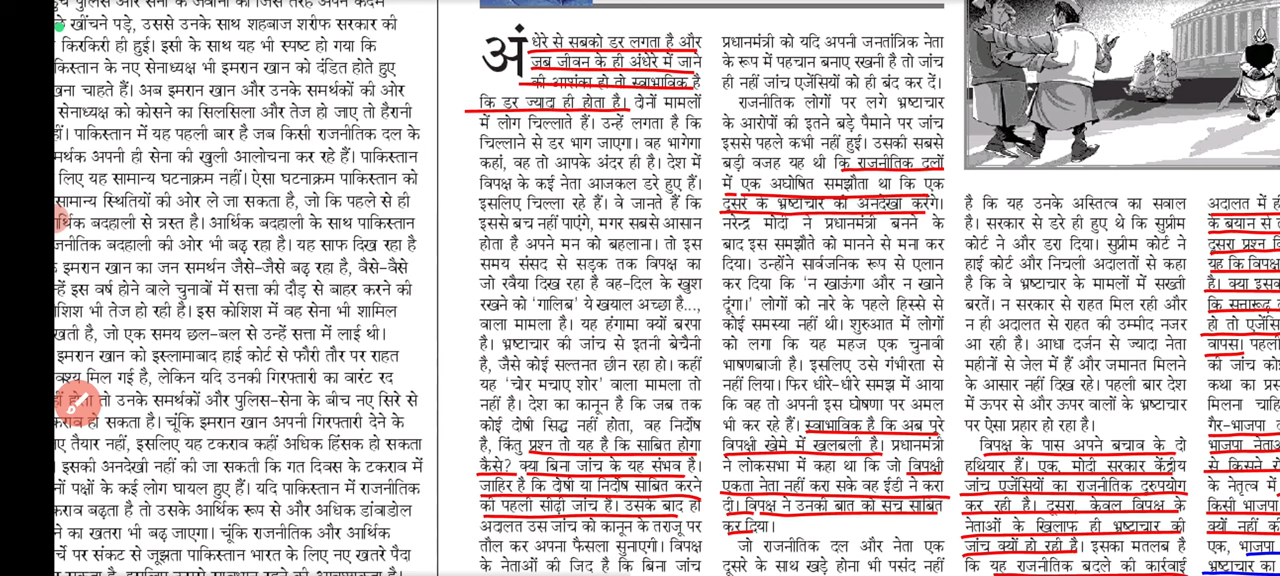 खींचने पड़े, उससे उनके साथ शहबाज शरीफ सरकार की
किरकिरी ही हुई। इसी के साथ यह भी स्पष्ट हो गया कि
किस्तान के नए सेनाध्यक्ष भी इमरान खान को दंडित होते हुए
खना चाहते हैं। अब इमरान खान और उनके समर्थकों की ओर
सेनाध्यक्ष को कोसने का सिलसिला और तेज हो जाए तो हैरानी
हीं। पाकिस्तान में यह पहली बार है जब किसी राजनीतिक दल के
मर्थक अपनी ही सेना की खुली आलोचना कर रहे हैं। पाकिस्तान
लिए यह सामान्य घटनाक्रम नहीं। ऐसा घटनाक्रम पाकिस्तान को
सामान्य स्थितियों की ओर ले जा सकता है, जो कि पहले से ही
र्थिक बदहाली से त्रस्त है। आर्थिक बदहाली के साथ पाकिस्तान
जनीतिक बदहाली की ओर भी बढ़ रहा है। यह साफ दिख रहा है
इमरान खान का जन समर्थन जैसे-जैसे बढ़ रहा है, वैसे-वैसे
न्हें इस वर्ष होने वाले चुनावों में सत्ता की दौड़ से बाहर करने की
शिश भी तेज हो रही है। इस कोशिश में वह सेना भी शामिल
खती है, जो एक समय छल-बल से उन्हें सत्ता में लाई थी।
इमरान खान को इस्लामाबाद हाई कोर्ट से फौरी तौर पर राहत
वश्य मिल गई है, लेकिन यदि उनकी गिरफ्तारी का वारंट रद
तो उनके समर्थकों और पुलिस-सेना के बीच नए सिरे से
हो सकता है। चूंकि इमरान खान अपनी गिरफ्तारी देने के
ए तैयार नहीं, इसलिए यह टकराव कहीं अधिक हिंसक हो सकता
इसकी अनदेखी नहीं की जा सकती कि गत दिवस के टकराव में
नों पक्षों के कई लोग घायल हुए हैं। यदि पाकिस्तान में राजनीतिक
कराव बढ़ता है तो उसके आर्थिक रूप से और अधिक डांवाडोल
ने का खतरा भी बढ़ जाएगा। चूंकि राजनीतिक और आर्थिक
र्चे पर संकट से जूझता पाकिस्तान भारत के लिए नए खतरे पैदा
अंधेरे से सबको डर लगता है और
जब जीवन के ही अंधेरे में जाने
की आशंका हो तो स्वाभाविक है
कि डर ज्यादा ही होता है। दोनों मामलों
में लोग चिल्लाते हैं। उन्हें लगता है कि
चिल्लाने से डर भाग जाएगा। वह भागेगा
कहां, वह तो आपके अंदर ही है। देश में
विपक्ष के कई नेता आजकल डरे हुए हैं।
इसलिए चिल्ला रहे हैं। वे जानते हैं कि
इससे बच नहीं पाएंगे, मगर सबसे आसान
होता है अपने मन को बहलाना। तो इस
समय संसद से सड़क तक विपक्ष का
जो रवैया दिख रहा है वह-दिल के खुश
रखने को 'गालिब' ये खयाल अच्छा है...,
वाला मामला है। यह हंगामा क्यों बरपा
है। भ्रष्टाचार की जांच से इतनी बेचैनी
है, जैसे कोई सल्तनत छीन रहा हो। कहीं
यह 'चोर मचाए शोर' वाला मामला तो
नहीं है। देश का कानून है कि जब तक
कोई दोषी सिद्ध नहीं होता, वह निर्दोष
है, किंतु प्रश्न तो यह है कि साबित होगा
कैसे? क्या बिना जांच के यह संभव है।
जाहिर है कि दोषी या निर्दोष साबित करने
की पहली सीढ़ी जांच है। उसके बाद ही
अदालत उस जांच को कानून के तराजू पर
तौल कर अपना फैसला सुनाएगी। विपक्ष
के नेताओं की जिद है कि बिना जांच
प्रधानमंत्री को यदि अपनी जनतांत्रिक नेता
के रूप में पहचान बनाए रखनी है तो जांच
ही नहीं जांच एजेंसियों को ही बंद कर दें।
राजनीतिक लोगों पर लगे भ्रष्टाचार
के आरोपों की इतने बड़े पैमाने पर जांच
इससे पहले कभी नहीं हुई। उसकी सबसे
बड़ी वजह यह थी कि राजनीतिक दलों
में एक अघोषित समझौता था कि एक
दूसरे के भ्रष्टाचार की अनदेखी करेंगे।
नरेन्द्र मोदी ने प्रधानमंत्री बनने के
बाद इस समझौते को मानने से मना कर
दिया। उन्होंने सार्वजनिक रूप से एलान
कर दिया कि 'न खाऊंगा और न खाने
दूंगा।' लोगों को नारे के पहले हिस्से से
कोई समस्या नहीं थी। शुरुआत में लोगों
को लगा कि यह महज एक चुनावी
भाषणबाजी है। इसलिए उसे गंभीरता से
नहीं लिया। फिर धीरे-धीरे समझ में आया
कि वह तो अपनी इस घोषणा पर अमल
भी कर रहे हैं। स्वाभाविक है कि अब पूरे
विपक्षी खेमे में खलबली है। प्रधानमंत्री
ने लोकसभा में कहा था कि जो विपक्षी
एकता नेता नहीं करा सके वह ईडी ने करा
दी। विपक्ष ने उनकी बात को सच साबित
कर दिया।
जो राजनीतिक दल और नेता एक
दूसरे के साथ खड़े होना भी पसंद नहीं
है कि यह उनके अस्तित्व का सवाल
है। सरकार से डरे ही हुए थे कि सुप्रीम
कोर्ट ने और डरा दिया। सुप्रीम कोर्ट ने
हाई कोर्ट और निचली अदालतों से कहा
है कि वे भ्रष्टाचार के मामलों में सख्ती
बरतें। न सरकार से राहत मिल रही और
न ही अदालत से राहत की उम्मीद नजर
आ रही है। आधा दर्जन से ज्यादा नेता
महीनों से जेल में हैं और जमानत मिलने
के आसार नहीं दिख रहे। पहली बार देश
में ऊपर से और ऊपर वालों के भ्रष्टाचार
पर ऐसा प्रहार हो रहा है।
विपक्ष के पास अपने बचाव के दो
हथियार हैं। एक, मोदी सरकार केंद्रीय
जांच एजेंसियों का राजनीतिक दुरुपयोग
कर रही है। दूसरा, केवल विपक्ष के
नेताओं के खिलाफ ही भ्रष्टाचार की
जांच क्यों हो रही है। इसका मतलब है
कि यह राजनीतिक बदले की कार्रवाई
अदालत में ही
के बयान से
दूसरा प्रश्न
यह कि विपक्ष
है। क्या इसका
कि सत्तारूढ़
हो तो एजेंसि
वापस। पहली
की जांच को
कथा का प्रस
मिलना चाहि
गैर-भाजपा
भाजपा नेता
से किसने रो
के नेतृत्व में
किसी भाजप
क्यों नहीं की
एक, भाजपा
भ्रष्टाचार का